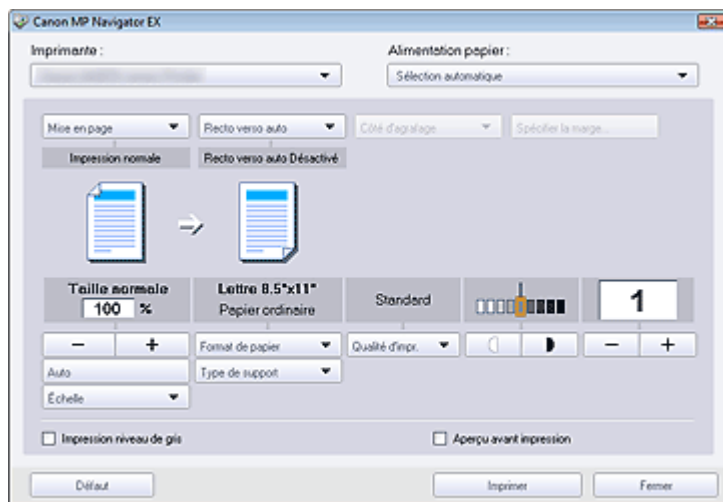 Canon MP Navigator EX
Imprimante :
Alimentation papier :
Sélection automatique
Mise en page
Recto verso auto
Côté d'agrafage
Spécifier la marge...
Impression normale
Recto verso auto Désactivé
Taille normale
100 %
Lettre 8.5"x11"
Papier ordinaire
Standard
1
Format de papier
Qualité d'impr.
Auto
Type de support
Échelle
Impression niveau de gris
Aperçu avant impression
Défaut
Imprimer
Fermer